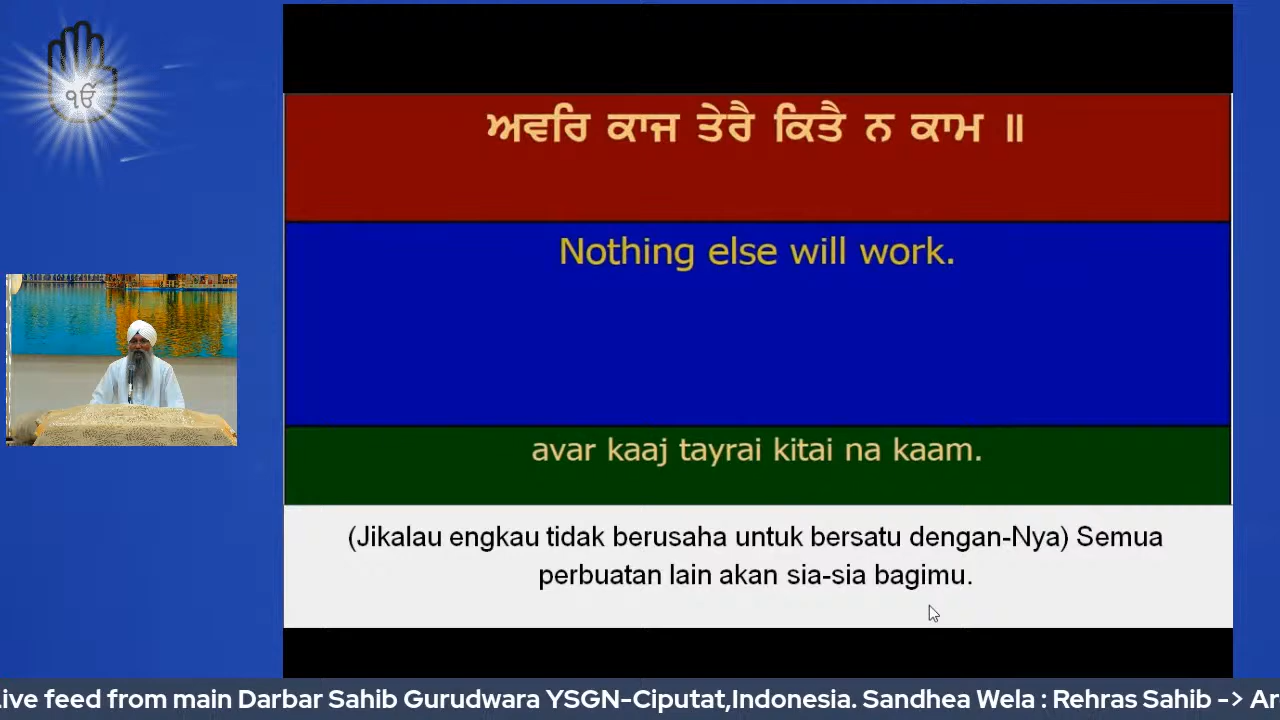 ੴ
ਅਵਰਿ ਕਾਜ ਤੇਰੈ ਕਿਤੈ ਨ ਕਾਮ ॥
Nothing else will work.
avar kaaj tayrai kitai na kaam.
(Jikalau engkau tidak berusaha untuk bersatu dengan-Nya) Semua
perbuatan lain akan sia-sia bagimu.
ive feed from main Darbar Sahib Gurudwara YSGN-Ciputat,Indonesia. Sandhea Wela : Rehras Sahib -> Ar